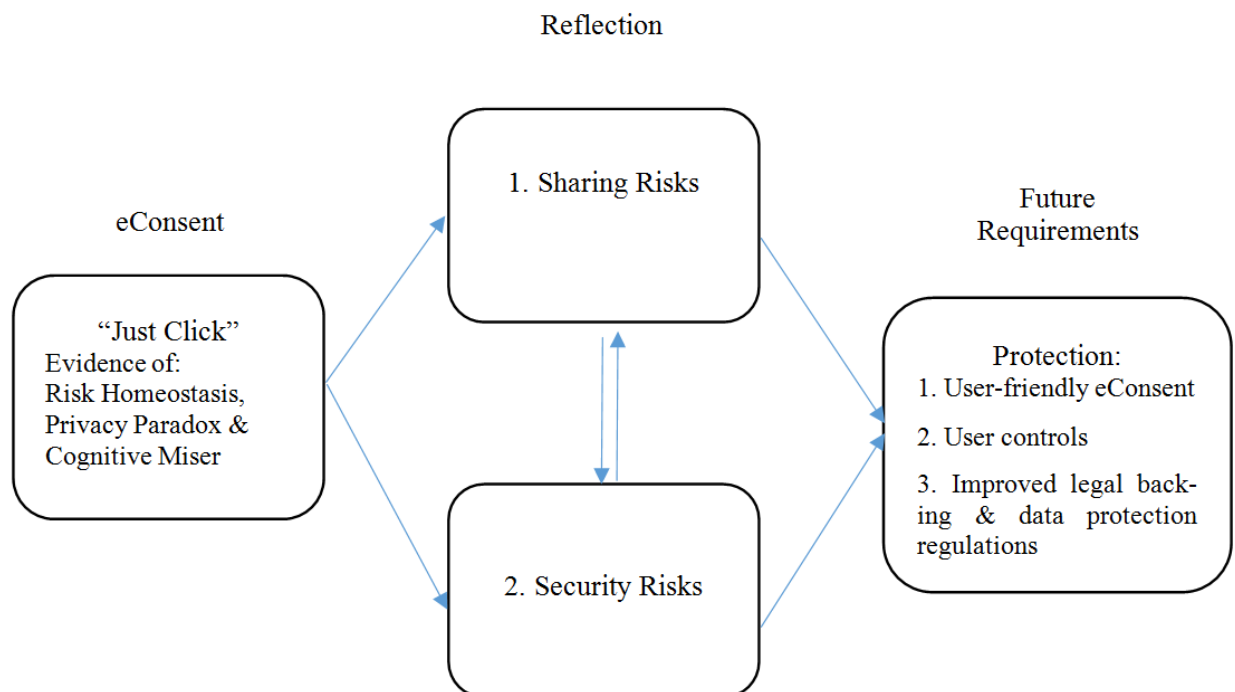 Reflection
1. Sharing Risks
eConsent
“Just Click”
Evidence of:
Risk Homeostasis,
Privacy Paradox &
Cognitive Miser
2. Security Risks
Future
Requirements
Protection:
1. User-friendly eConsent
2. User controls
3. Improved legal back-
ing & data protection
regulations